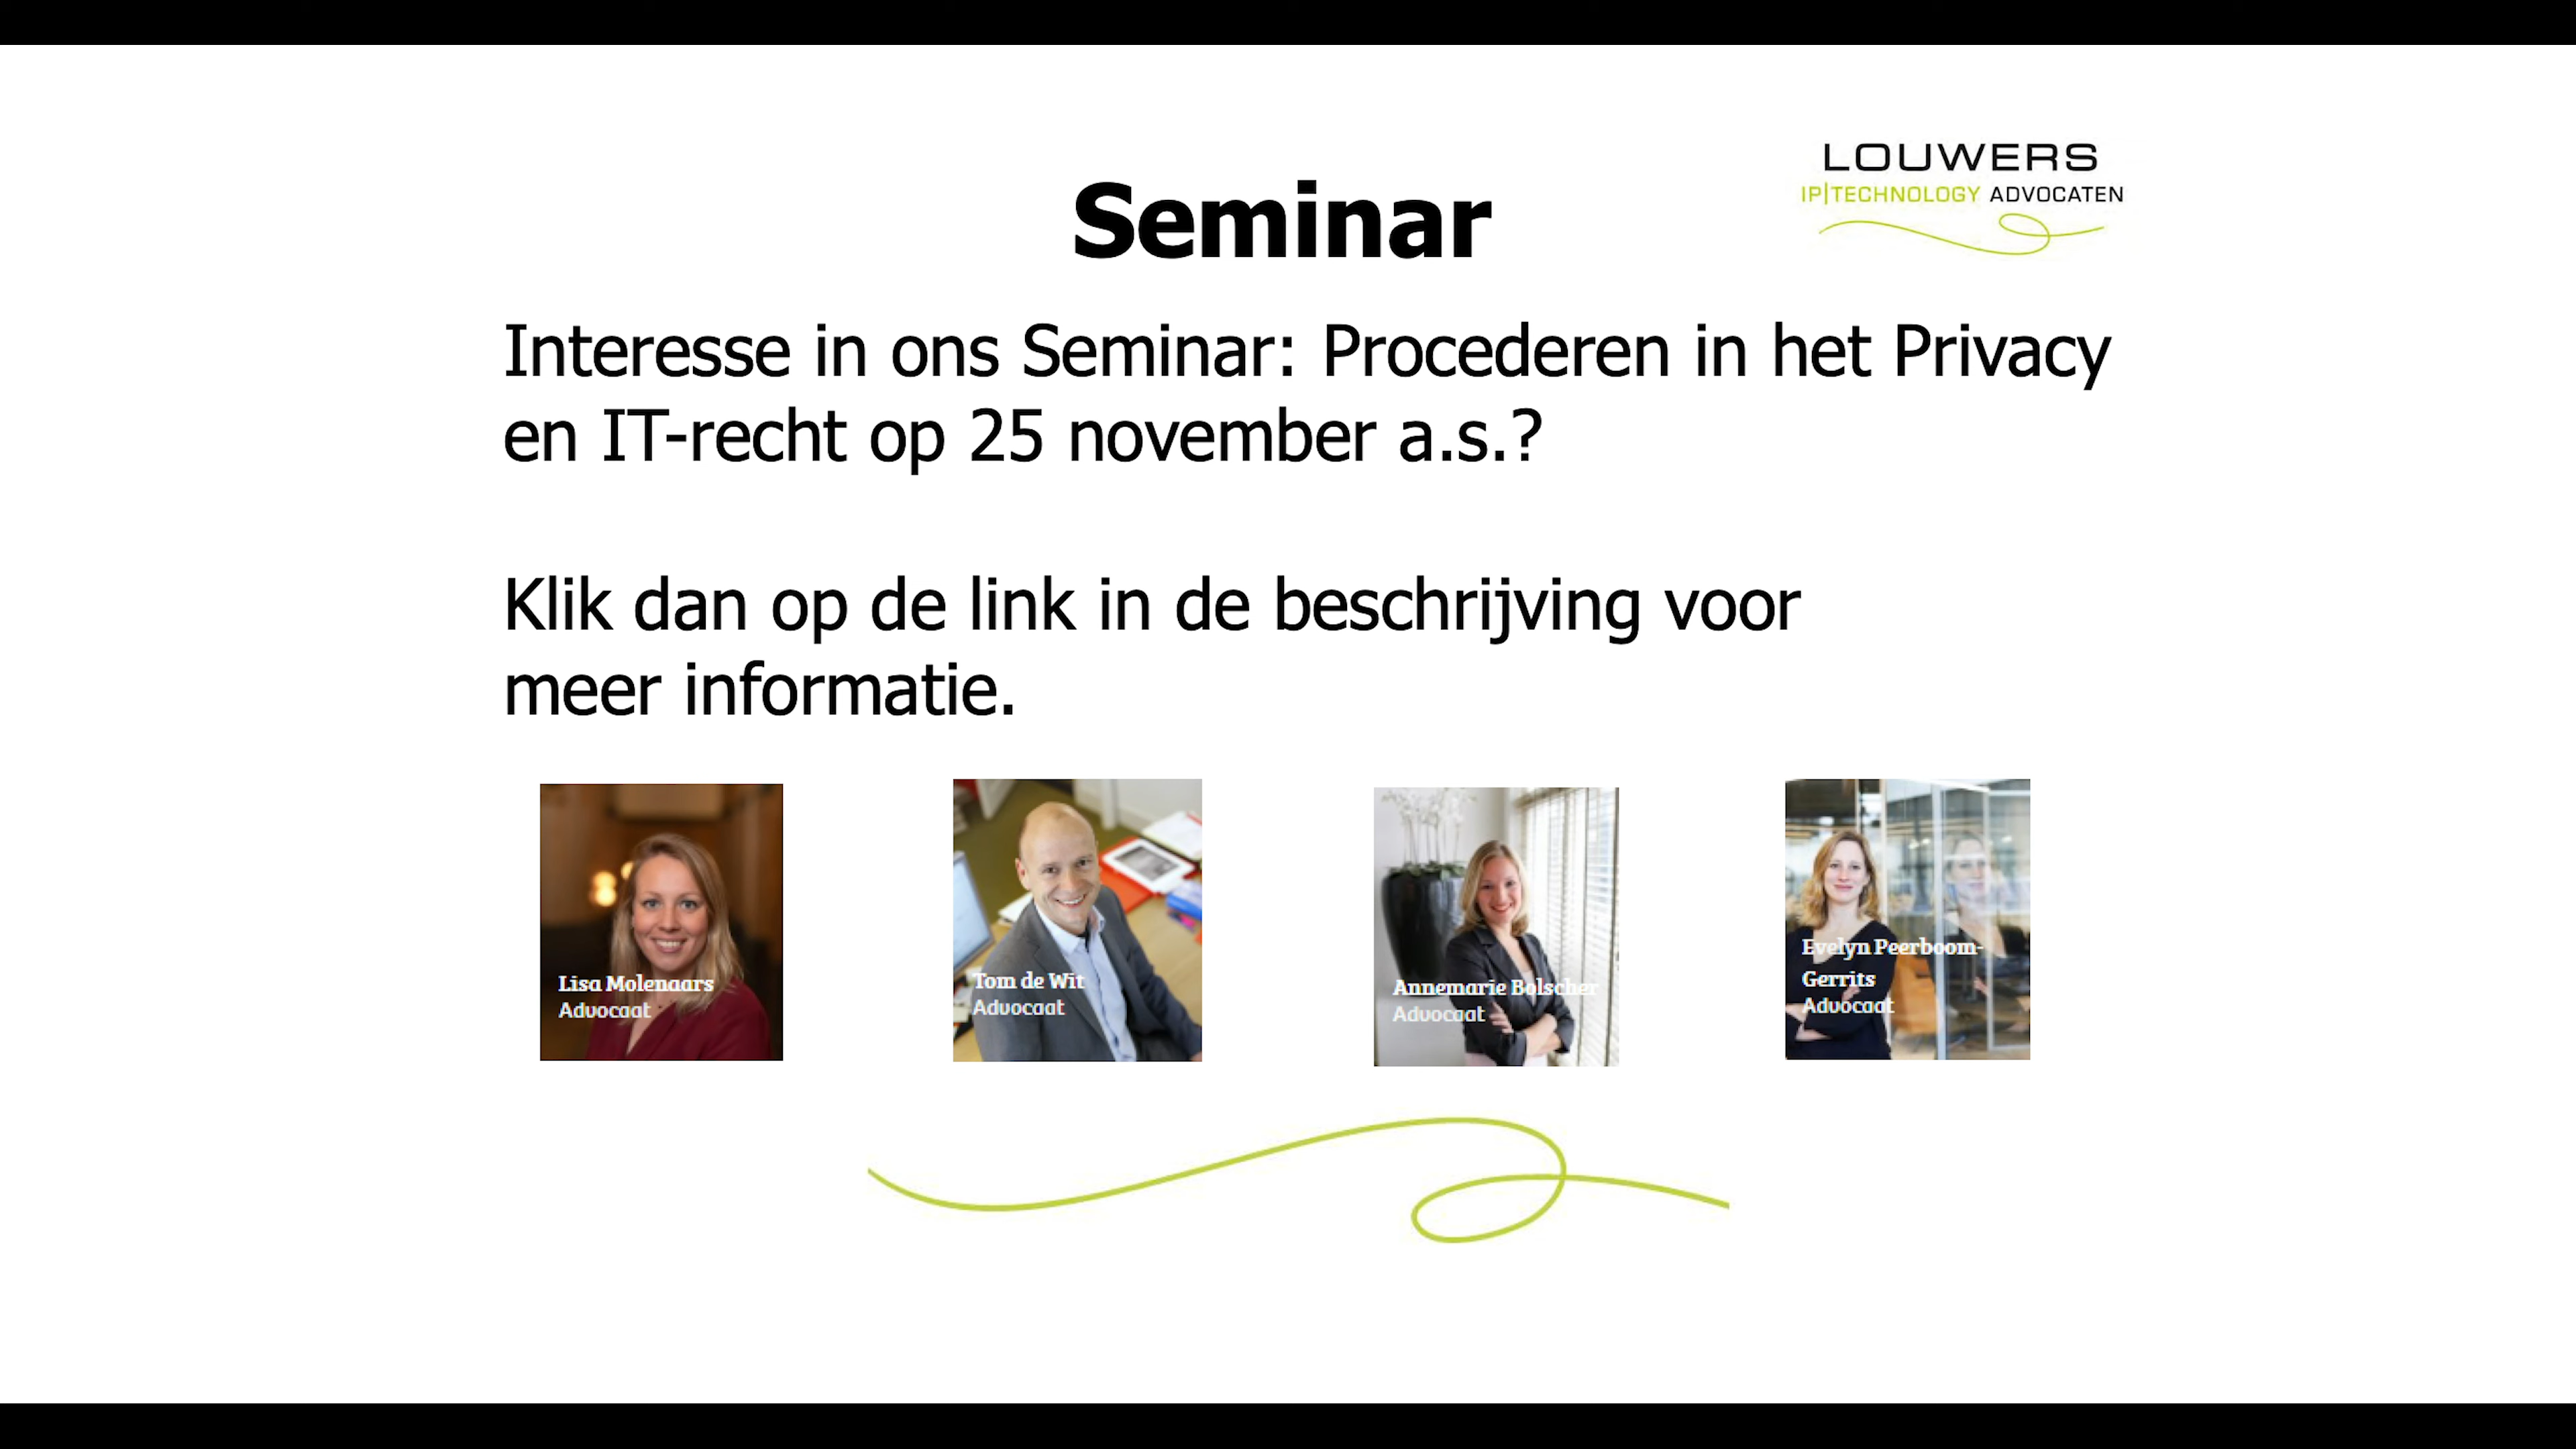 LOUWERS
IP|TECHNOLOGY ADVOCATEN
Seminar
Interesse in ons Seminar: Procederen in het Privacy
en IT-recht op 25 november a.s.?
Klik dan op de link in de beschrijving voor
meer informatie.
Lisa Molenaars
Advocaat
Tom de Wit
Advocaat
Annemarie Bolscher
Advocaat
Evelyn Peerboom-
Gerrits
Advocaat